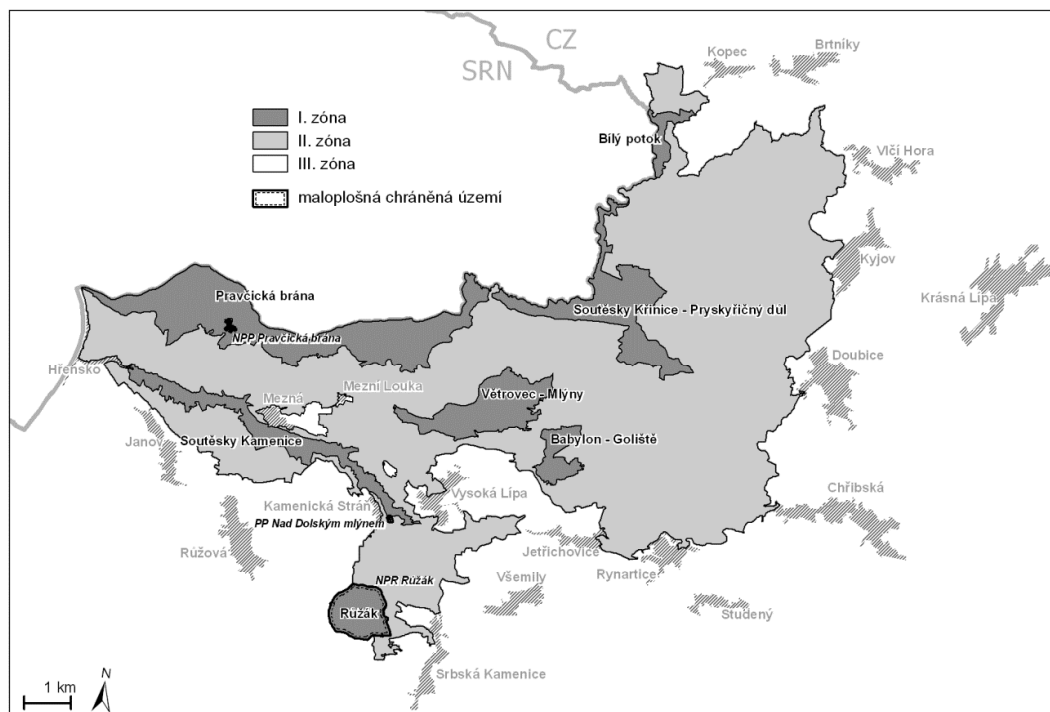 CZ
SRN
Kopec
Brtníky
I. zóna
II. zóna
III. zóna
maloplošná chráněná území
Bílý potok
Vlčí Hora
Kyjov
Krásná Lípa
Pravčická brána
NPP Pravčická brána
Soutěsky Křinice - Pryskyřičný důl
Doubice
Hřensko
Mezní Louka
Mezná
Větrovec - Mlýny
Janov
Soutěsky Kamenice
Babylon - Goliště
Kamenická Stráň
Vysoká Lípa
Chřibská
PP Nad Dolským mlýnem
Růžová
Jetřichovice
Rynartice
NPR Růžák
Všemily
Růžák
Studený
Srbská Kamenice
1 km
N